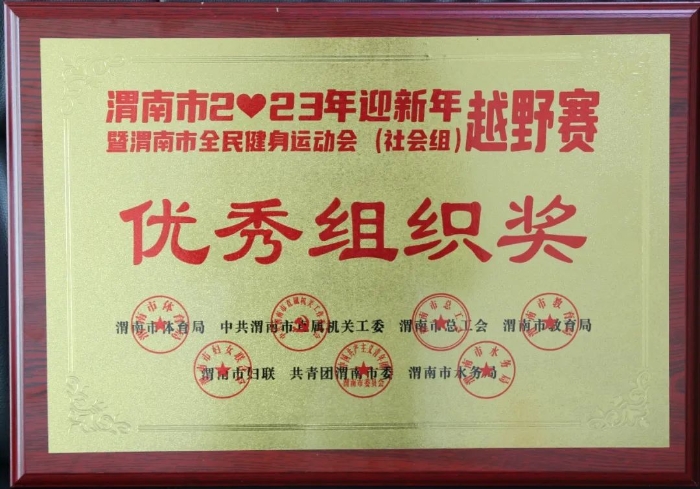 渭南市2❤23年迎新年
暨渭南市全民健身运动会（社会组）越野赛
优秀组织奖
渭南市体育局 中共渭南市直属机关工委 渭南市总工会 渭南市教育局
渭南市妇联 共青团渭南市委 渭南市水务局